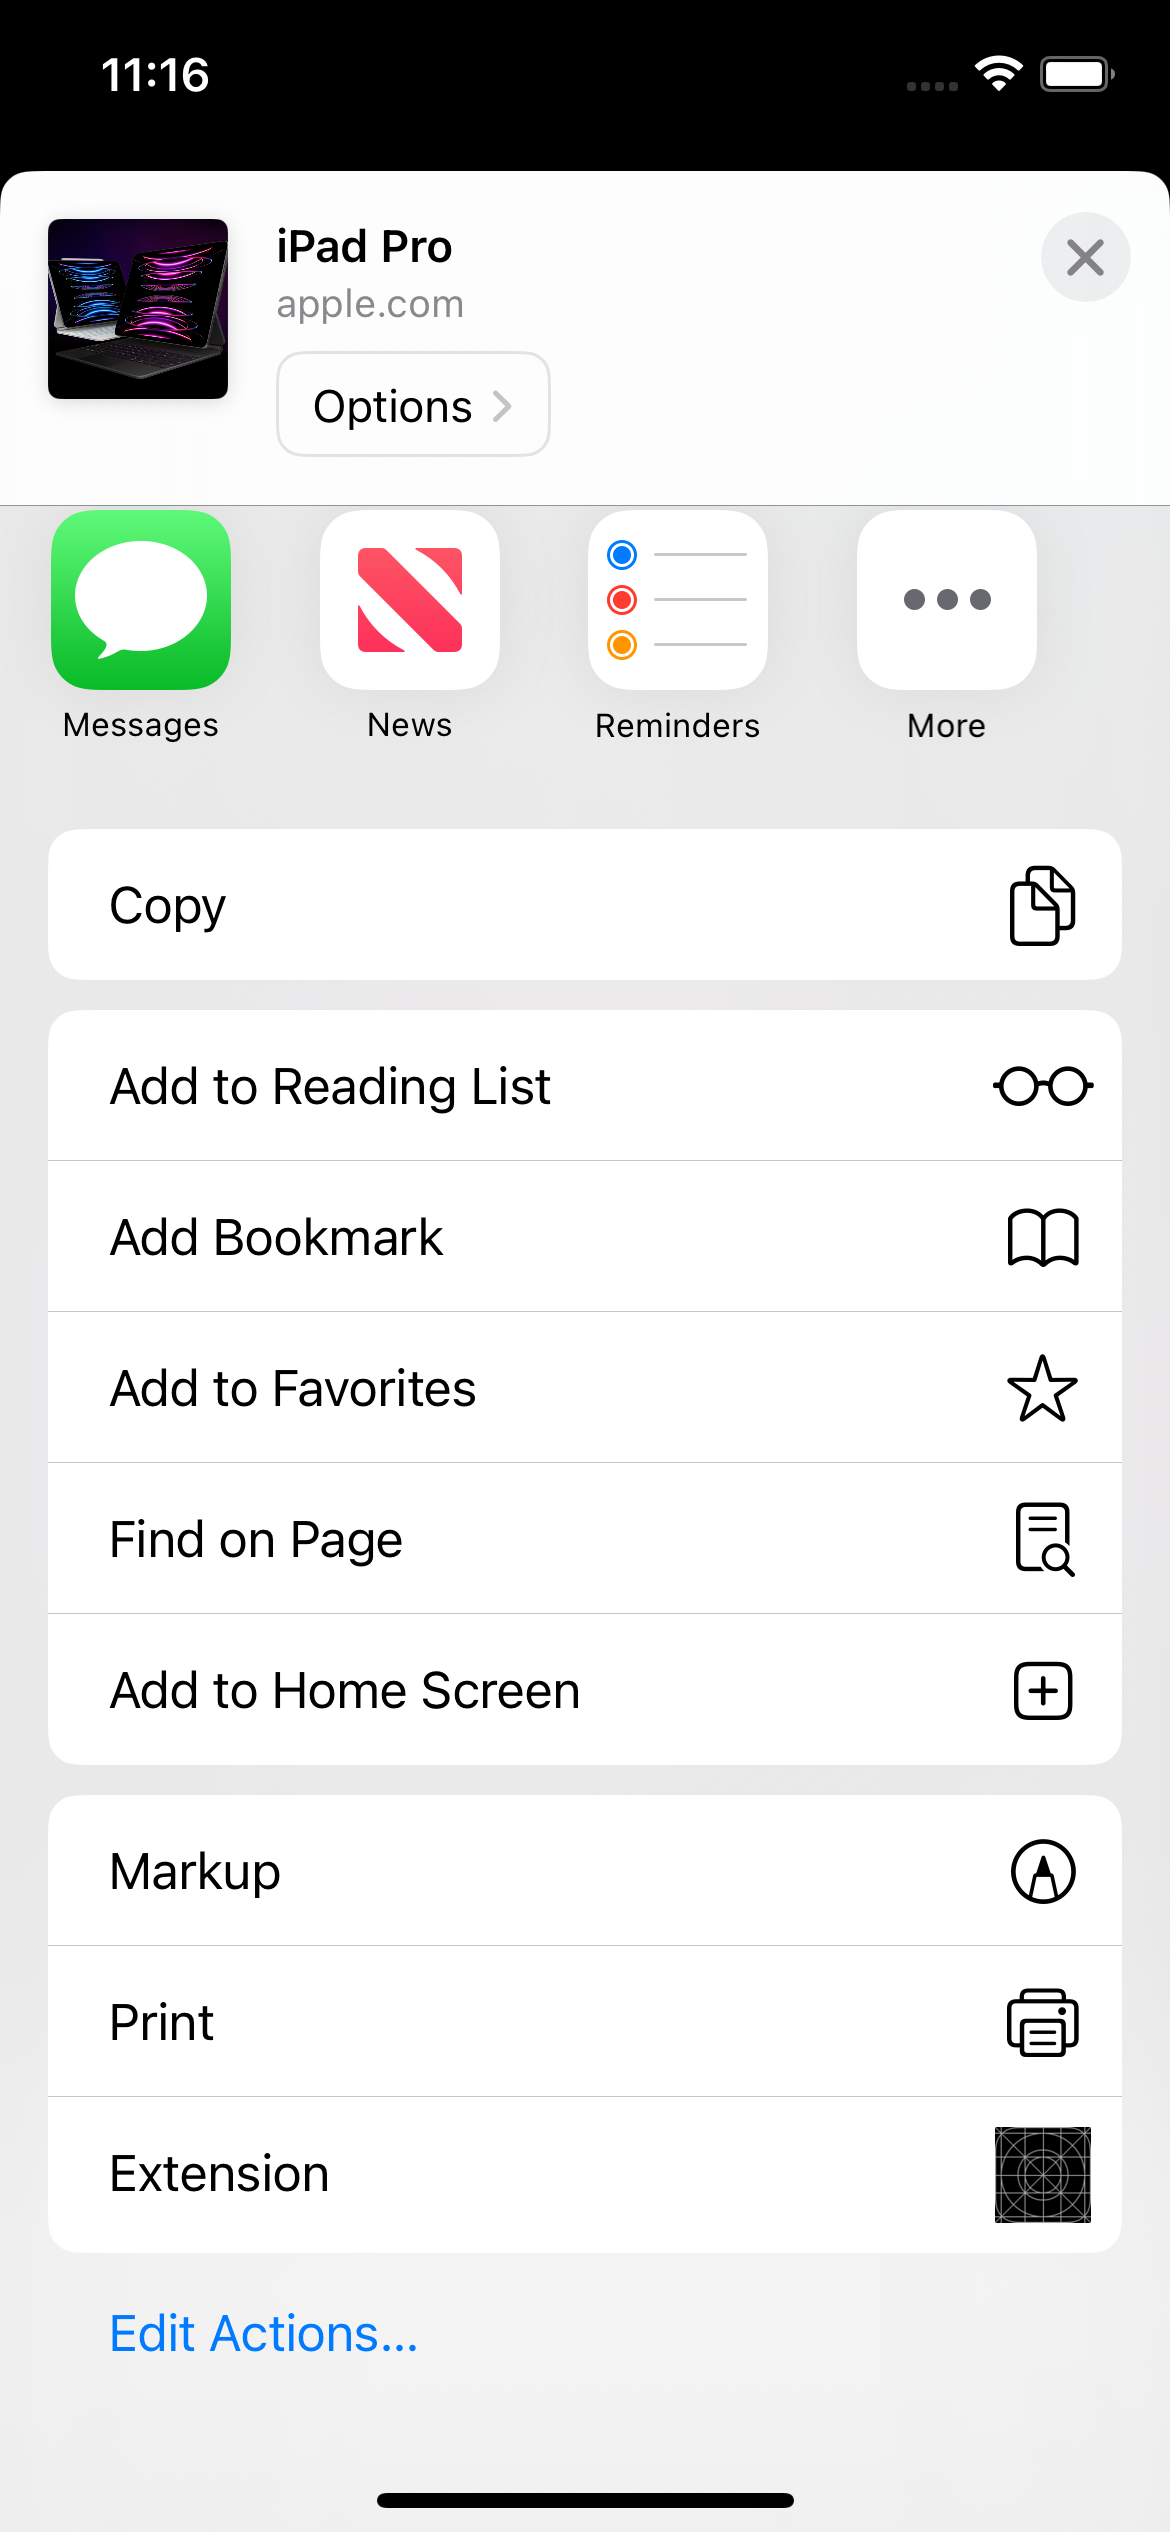 11:16
iPad Pro
apple.com
Options
Messages
News
Reminders
More
Copy
Add to Reading List
Add Bookmark
Add to Favorites
Find on Page
Add to Home Screen
Markup
Print
Extension
Edit Actions...